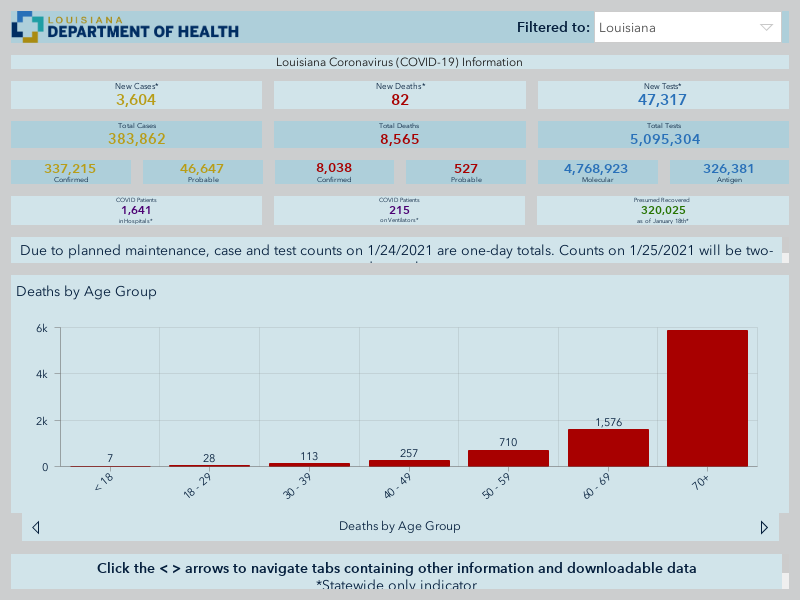 LOUISIANA
DEPARTMENT OF HEALTH
Filtered to:
Louisiana
Louisiana Coronavirus (COVID-19) Information
New Cases*
3,604
New Deaths*
82
New Tests*
47,317
Total Cases
383,862
Total Deaths
8,565
Total Tests
5,095,304
337,215
Confirmed
46,647
Probable
8,038
Confirmed
527
Probable
4,768,923
Molecular
326,381
Antigen
COVID Patients
1,641
in Hospitals*
COVID Patients
215
on Ventilators*
Presumed Recovered
320,025
as of January 18th*
Due to planned maintenance, case and test counts on 1/24/2021 are one-day totals. Counts on 1/25/2021 will be two-
Deaths by Age Group
6k
4k
2k
0
7
28
113
257
710
1,576
< 18
18 - 29
30 - 39
40 - 49
50 - 59
60 - 69
70+
Deaths by Age Group
Click the < > arrows to navigate tabs containing other information and downloadable data
*Statewide only indicator